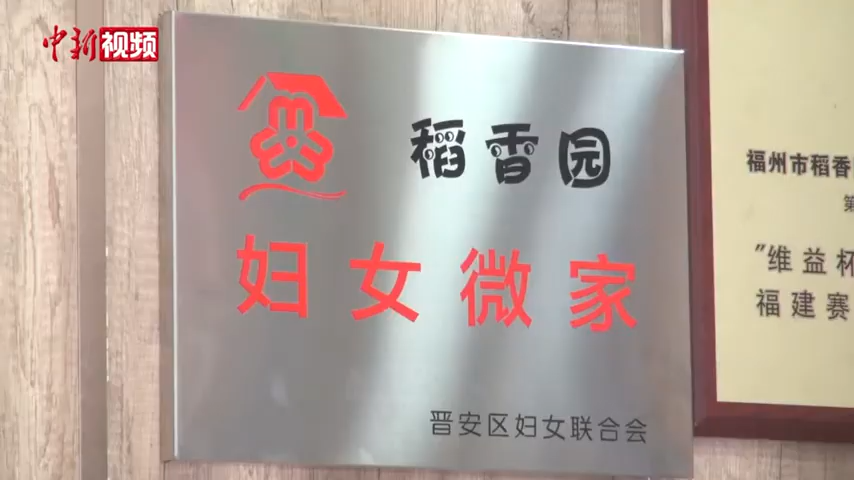 中新视频
稻香园
妇女微家
晋安区妇女联合会
福州市稻香
第
"维益杯
福建赛